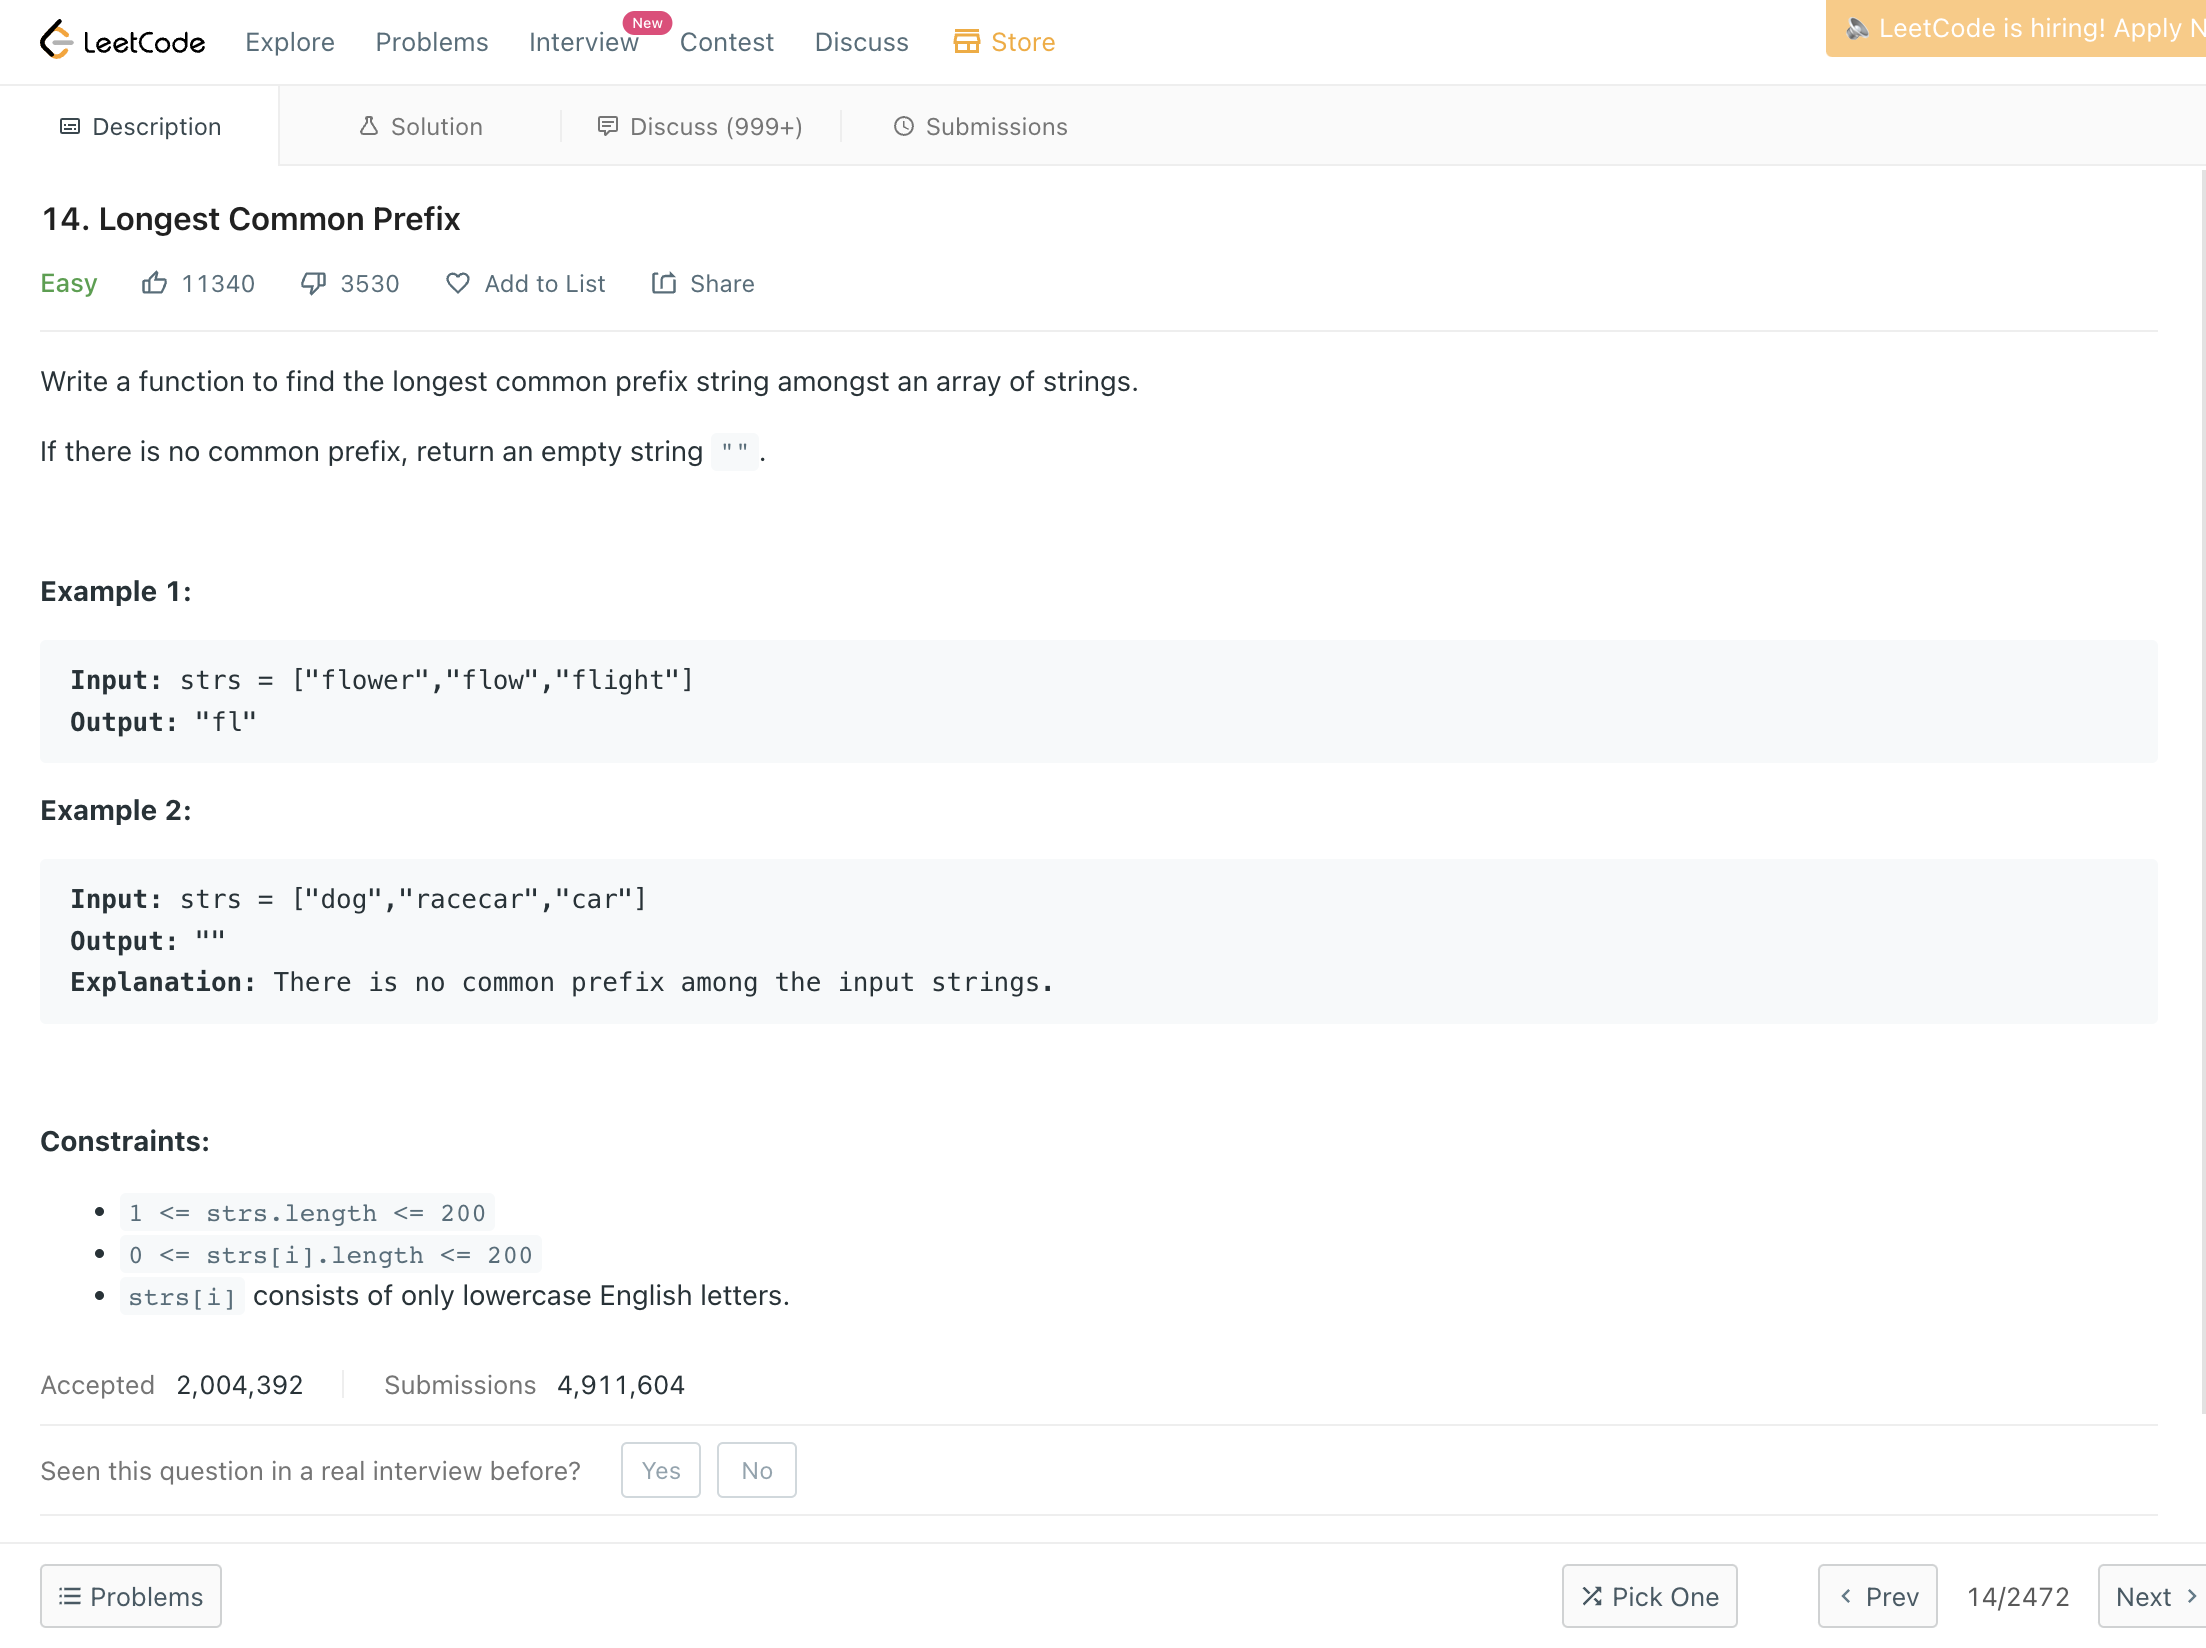 LeetCode Explore Problems Interview New Contest Discuss Store LeetCode is hiring! Apply N
Description Solution Discuss (999+) Submissions
14. Longest Common Prefix
Easy 11340 3530 Add to List Share
Write a function to find the longest common prefix string amongst an array of strings.
If there is no common prefix, return an empty string "".
Example 1:
Input: strs = ["flower","flow","flight"]
Output: "fl"
Example 2:
Input: strs = ["dog","racecar","car"]
Output: ""
Explanation: There is no common prefix among the input strings.
Constraints:
• 1 <= strs.length <= 200
• 0 <= strs[i].length <= 200
• strs[i] consists of only lowercase English letters.
Accepted 2,004,392 Submissions 4,911,604
Seen this question in a real interview before? Yes No
Problems Pick One < Prev 14/2472 Next >